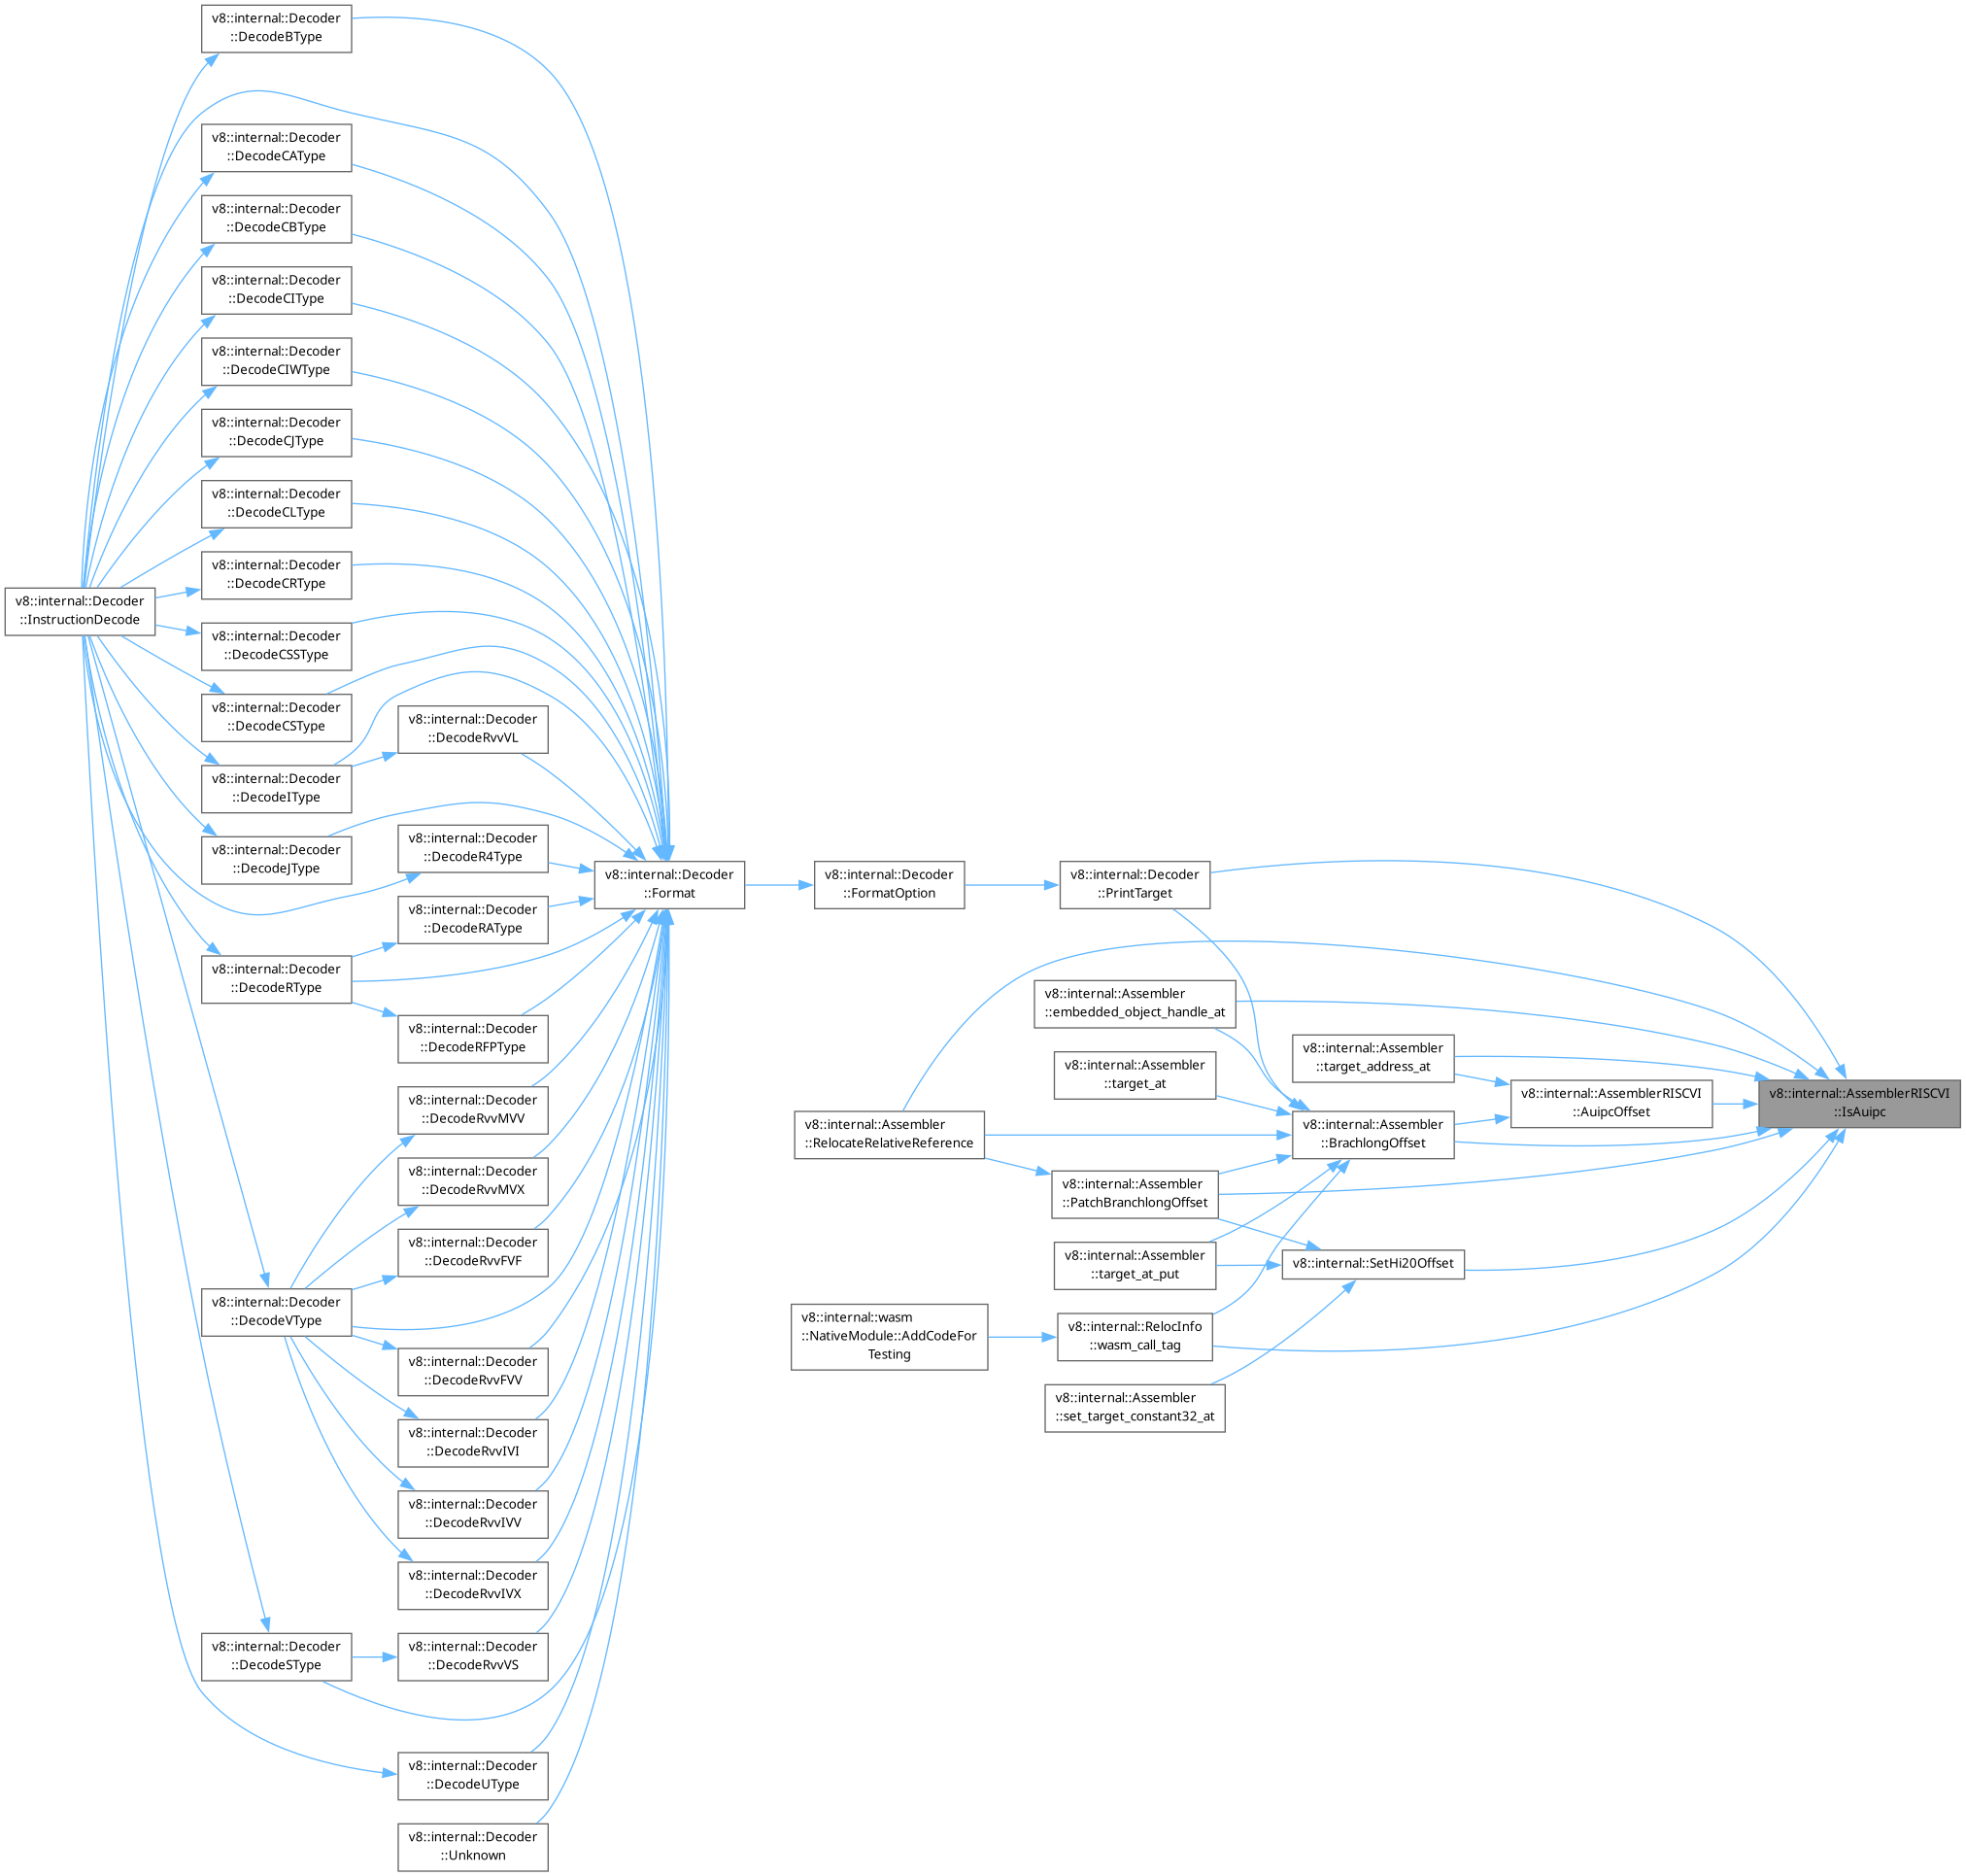 v8::internal::Decoder
::DecodeBType
v8::internal::Decoder
::DecodeCAType
v8::internal::Decoder
::DecodeCBType
v8::internal::Decoder
::DecodeCIType
v8::internal::Decoder
::DecodeCIWType
v8::internal::Decoder
::DecodeCJType
v8::internal::Decoder
::DecodeCLType
v8::internal::Decoder
::DecodeCRType
v8::internal::Decoder
::InstructionDecode
v8::internal::Decoder
::DecodeCSSType
v8::internal::Decoder
::DecodeCSType
v8::internal::Decoder
::DecodeRvvVL
v8::internal::Decoder
::DecodeIType
v8::internal::Decoder
::DecodeJType
v8::internal::Decoder
::DecodeR4Type
v8::internal::Decoder
::Format
v8::internal::Decoder
::FormatOption
v8::internal::Decoder
::PrintTarget
v8::internal::Decoder
::DecodeRAType
v8::internal::Decoder
::DecodeRType
v8::internal::Decoder
::DecodeRFPType
v8::internal::Assembler
::embedded_object_handle_at
v8::internal::Assembler
::target_address_at
v8::internal::Assembler
::target_at
v8::internal::AssemblerRISCVI
::AuipcOffset
v8::internal::AssemblerRISCVI
::IsAuipc
v8::internal::Decoder
::DecodeRvvMVV
v8::internal::Assembler
::RelocateRelativeReference
v8::internal::Assembler
::BrachlongOffset
v8::internal::Decoder
::DecodeRvvMVX
v8::internal::Assembler
::PatchBranchlongOffset
v8::internal::Decoder
::DecodeRvvFVF
v8::internal::Assembler
::target_at_put
v8::internal::SetHi20Offset
v8::internal::Decoder
::DecodeVType
v8::internal::wasm
::NativeModule::AddCodeFor
Testing
v8::internal::RelocInfo
::wasm_call_tag
v8::internal::Decoder
::DecodeRvvFVV
v8::internal::Assembler
::set_target_constant32_at
v8::internal::Decoder
::DecodeRvvIVI
v8::internal::Decoder
::DecodeRvvIVV
v8::internal::Decoder
::DecodeRvvIVX
v8::internal::Decoder
::DecodeSType
v8::internal::Decoder
::DecodeRvvVS
v8::internal::Decoder
::DecodeUType
v8::internal::Decoder
::Unknown